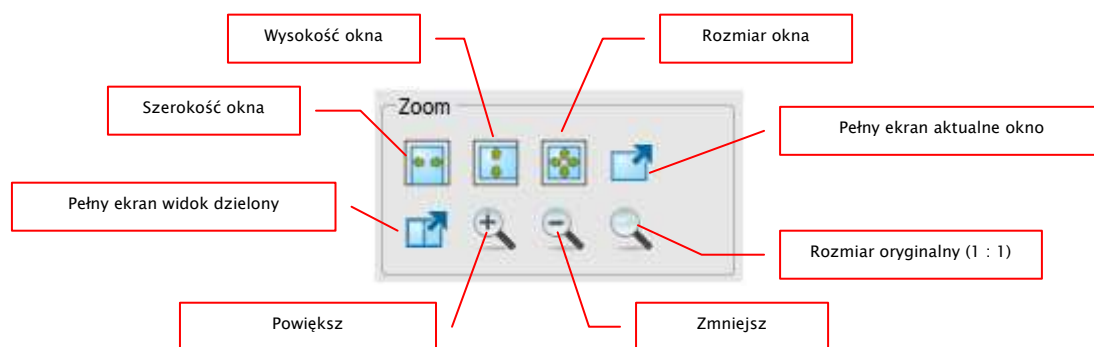 Wysokość okna
Rozmiar okna
Szerokość okna
Zoom
Pełny ekran aktualne okno
Pełny ekran widok dzielony
Rozmiar oryginalny (1 : 1)
Powiększ
Zmniejsz